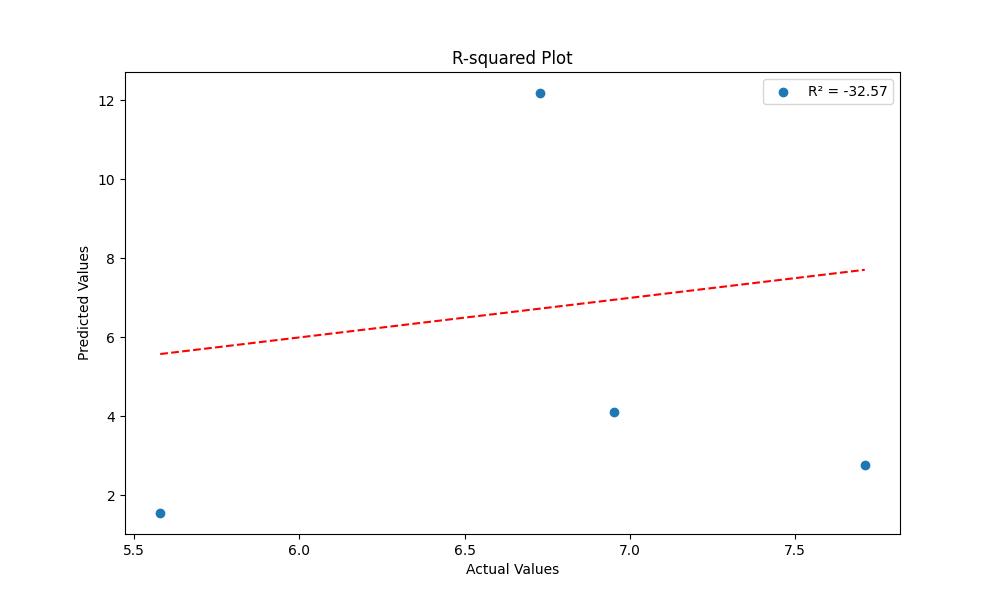 R-squared Plot
R² = -32.57
12
10
8
6
4
2
Predicted Values
5.5 6.0 6.5 7.0 7.5
Actual Values